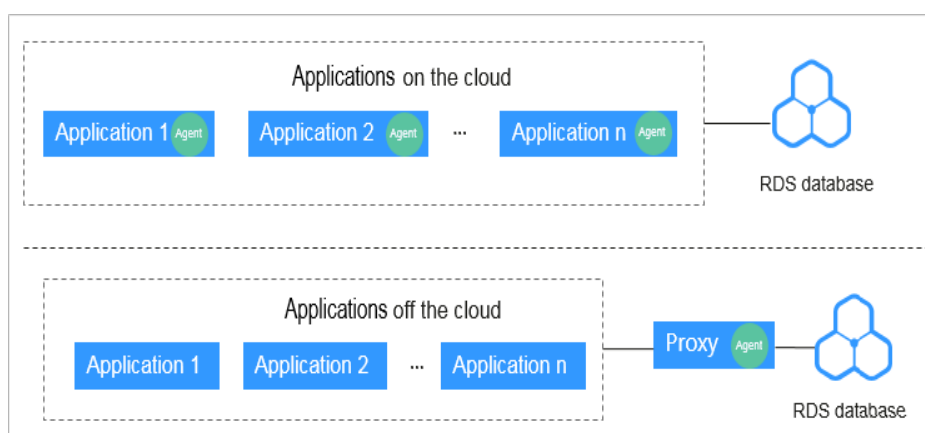 Applications on the cloud
Application 1 Agent
Application 2 Agent
...
Application n Agent
RDS database
Applications off the cloud
Application 1
Application 2
...
Application n
Proxy Agent
RDS database